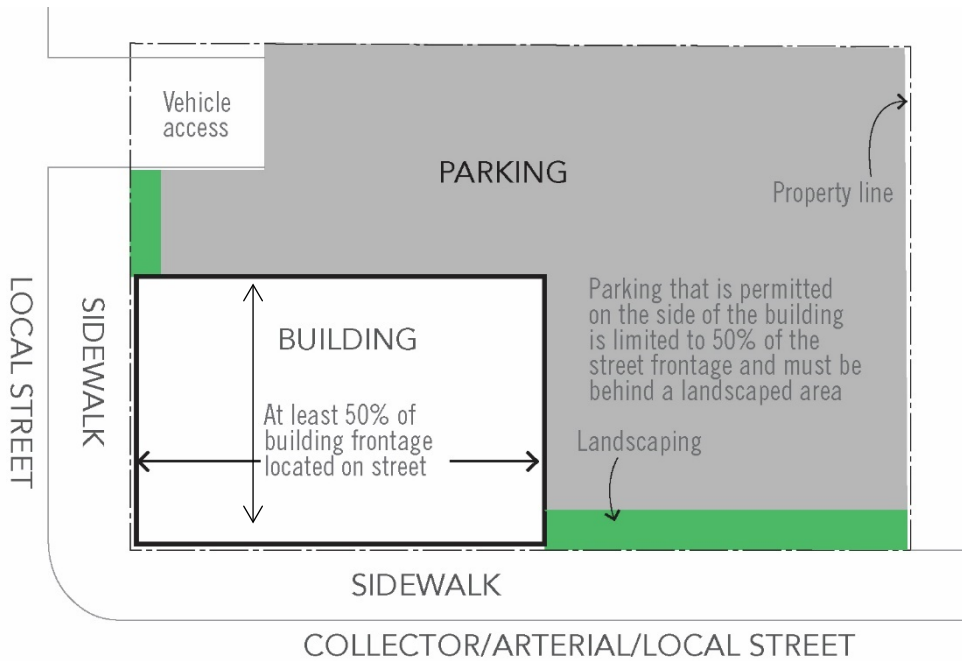 Vehicle
access
PARKING
Property line
LOCAL STREET
SIDEWALK
BUILDING
At least 50% of
building frontage
located on street
Parking that is permitted
on the side of the building
is limited to 50% of the
street frontage and must be
behind a landscaped area
Landscaping
SIDEWALK
COLLECTOR/ARTERIAL/LOCAL STREET